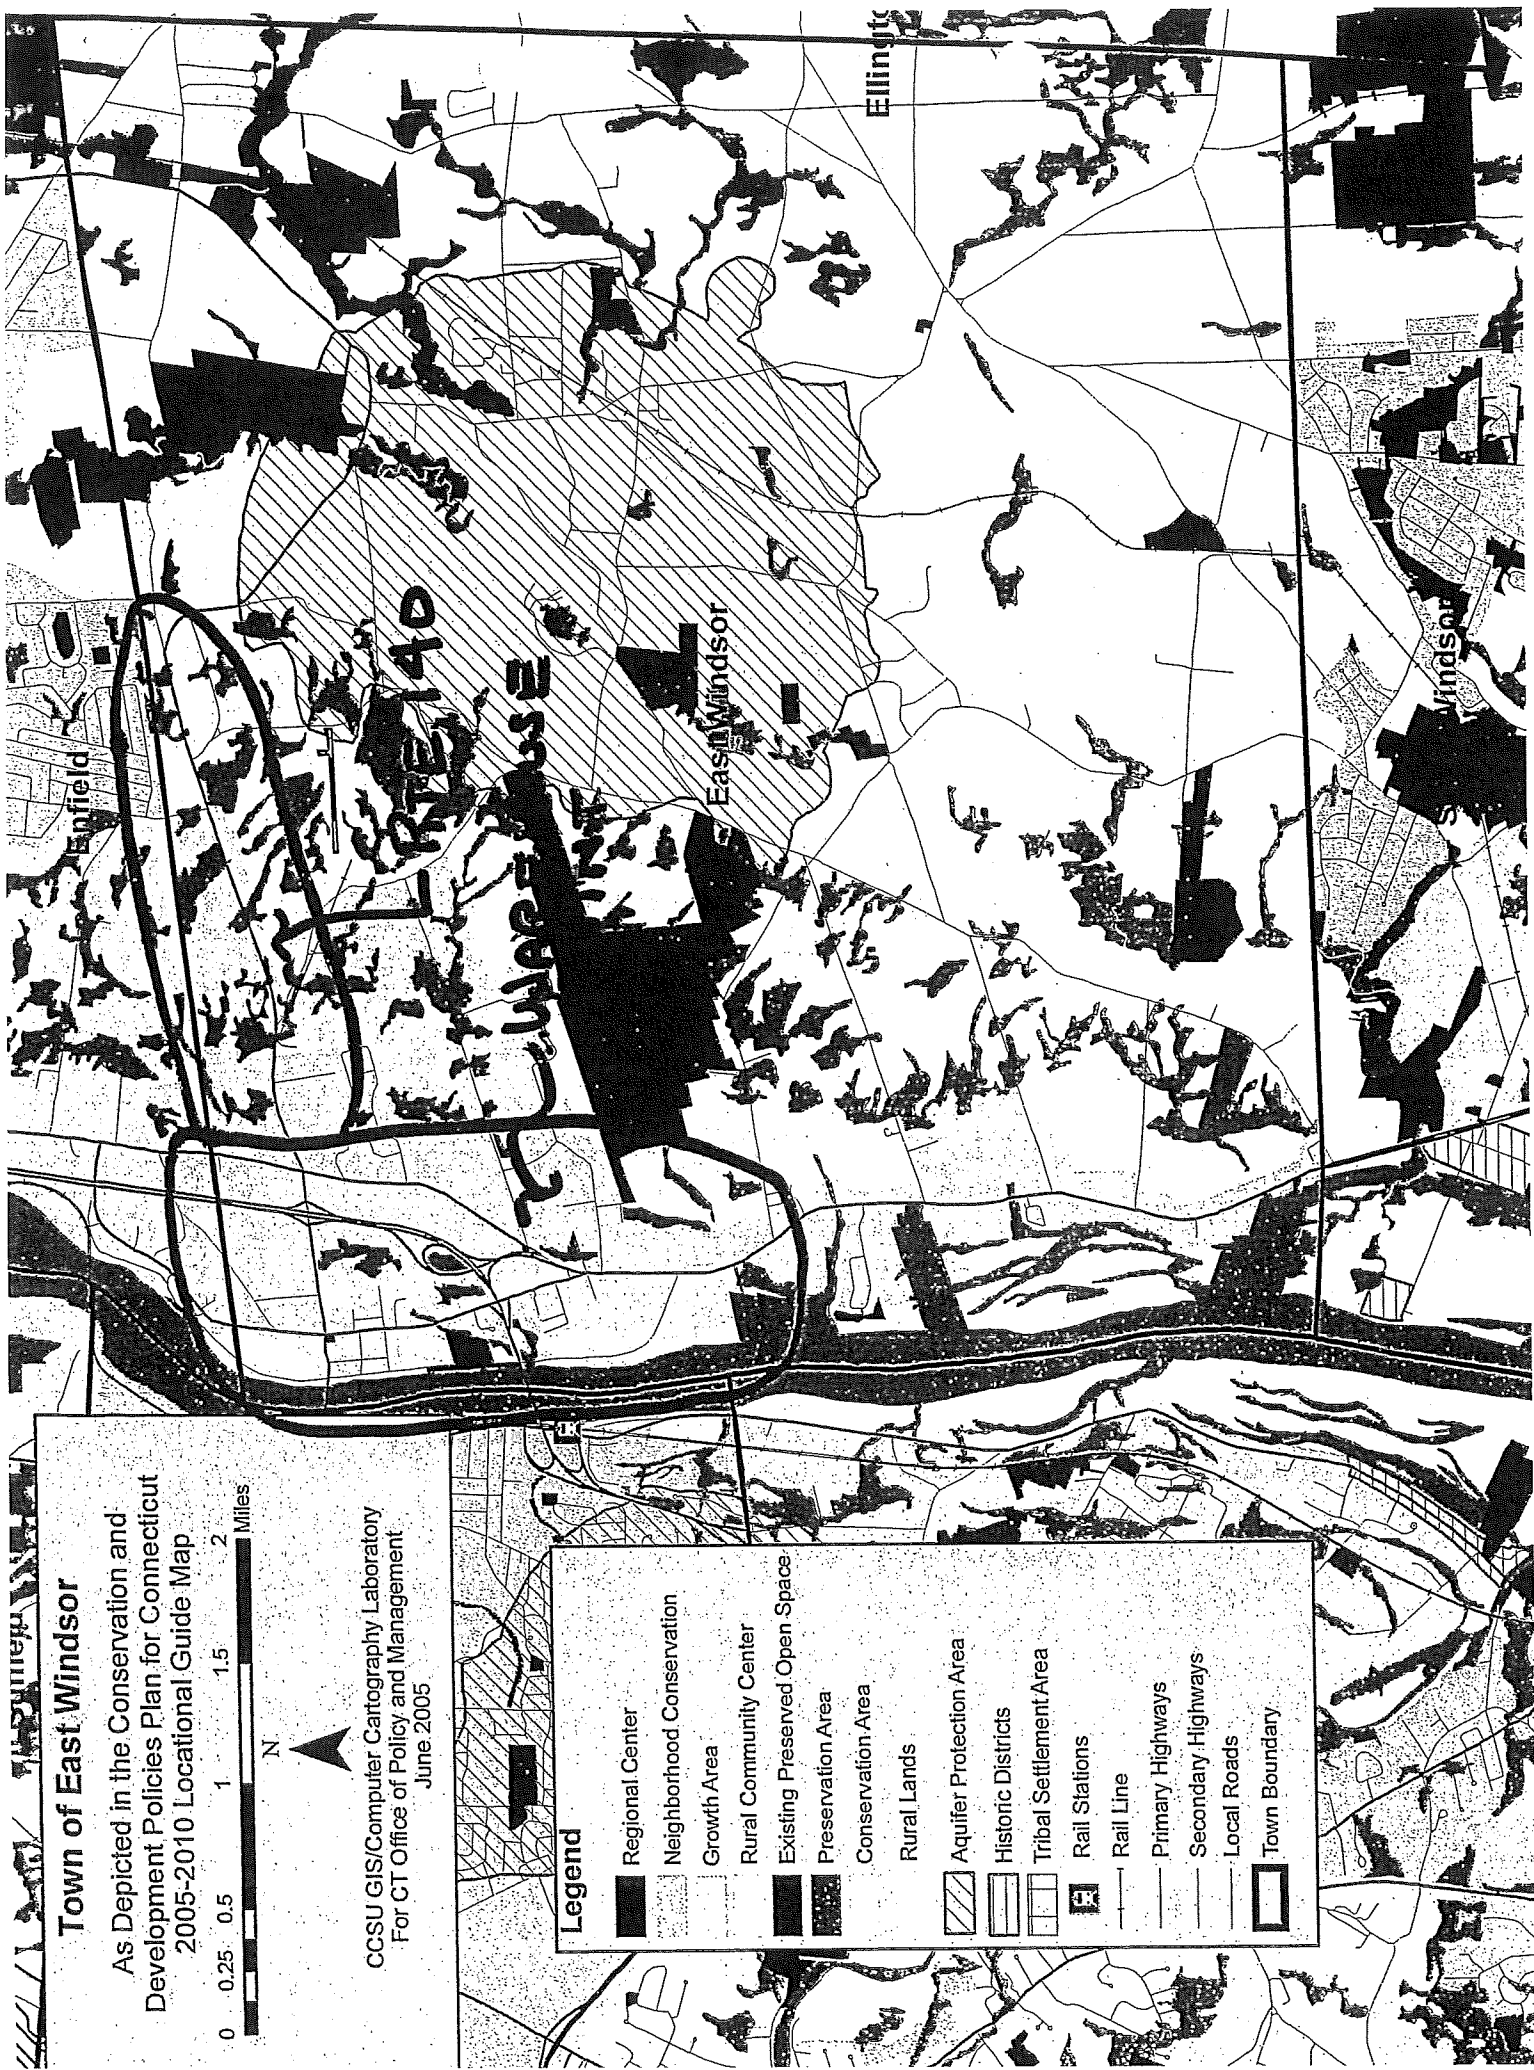 Town of East Windsor
As Depicted in the Conservation and
Development Policies Plan for Connecticut
2005-2010 Locational Guide Map
0 0.25 0.5 1 1.5 2
Miles
N
CCSU GIS/Computer Cartography Laboratory
For CT Office of Policy and Management
June 2005
Legend
Regional Center
Neighborhood Conservation
Growth Area
Rural Community Center
Existing Preserved Open Space
Preservation Area
Conservation Area
Rural Lands
Aquifer Protection Area
Historic Districts
Tribal Settlement Area
Rail Stations
Rail Line
Primary Highways
Secondary Highways
Local Roads
Town Boundary
Enfield
RTE 140
WAREHOUSE
PT
East Windsor
Windsor